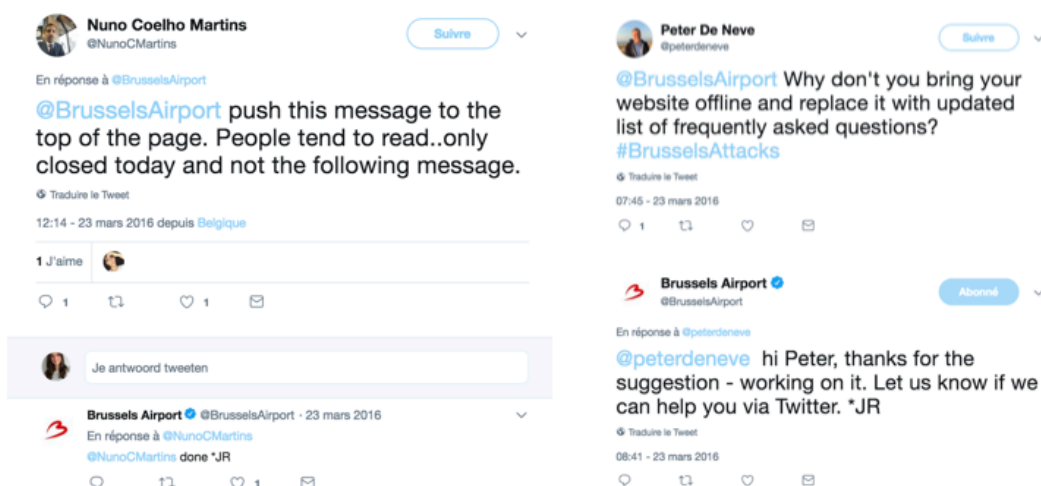 Nuno Coelho Martins
@NunoCMartins
Suivre
En réponse à @BrusselsAirport
@BrusselsAirport push this message to the
top of the page. People tend to read..only
closed today and not the following message.
Traduire le Tweet
12:14 - 23 mars 2016 depuis Belgique
1 J'aime
1
1
Je antwoord tweeten
Brussels Airport @BrusselsAirport · 23 mars 2016
En réponse à @NunoCMartins
@NunoCMartins done *JR
1
Peter De Neve
@peterdeneve
Suivre
@BrusselsAirport Why don't you bring your
website offline and replace it with updated
list of frequently asked questions?
#BrusselsAttacks
Traduire le Tweet
07:45 - 23 mars 2016
1
Brussels Airport
@BrusselsAirport
Abonné
En réponse à @peterdeneve
@peterdeneve hi Peter, thanks for the
suggestion - working on it. Let us know if we
can help you via Twitter. *JR
Traduire le Tweet
08:41 - 23 mars 2016